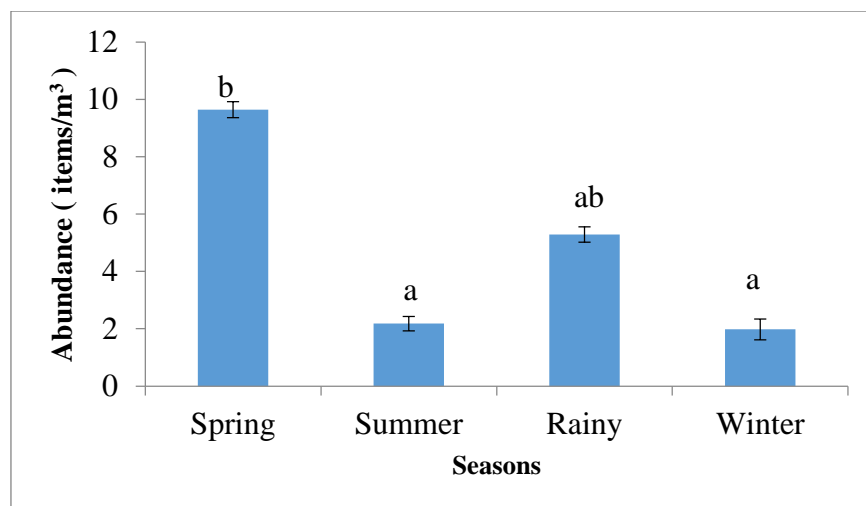 12
10
8
6
4
2
0
Abundance ( items/m³ )
b
a
ab
a
Spring Summer Rainy Winter
Seasons